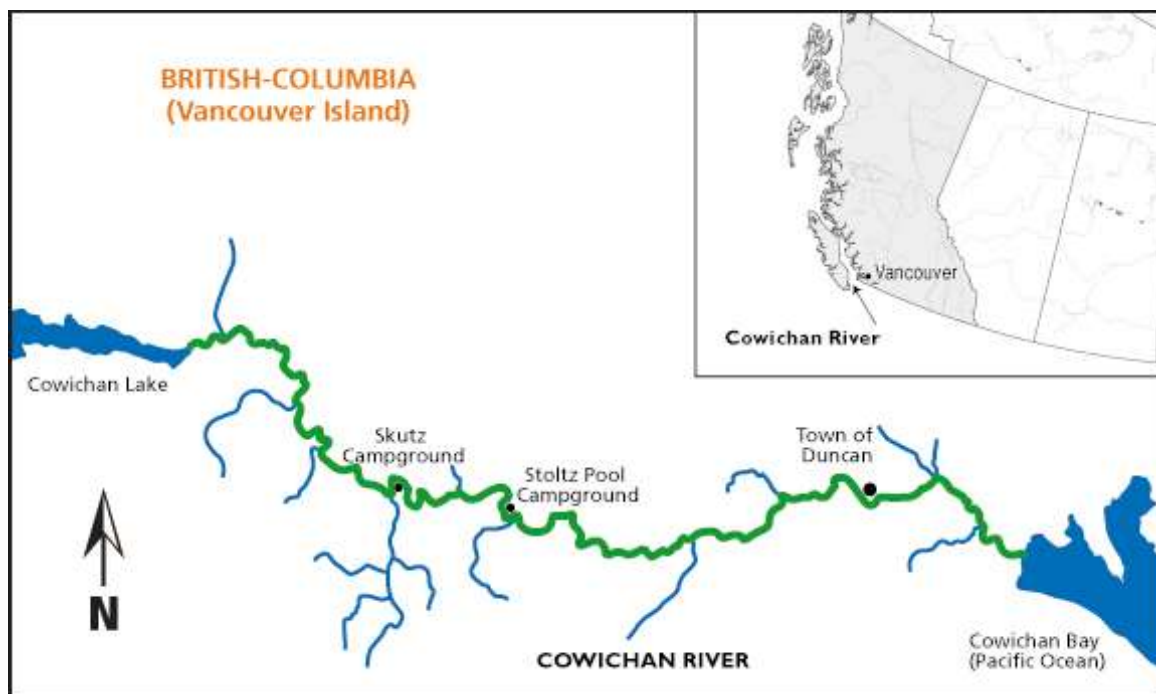 BRITISH-COLUMBIA
(Vancouver Island)
Vancouver
Cowichan River
Cowichan Lake
Skutz
Campground
Stoltz Pool
Campground
Town of
Duncan
N
COWICHAN RIVER
Cowichan Bay
(Pacific Ocean)